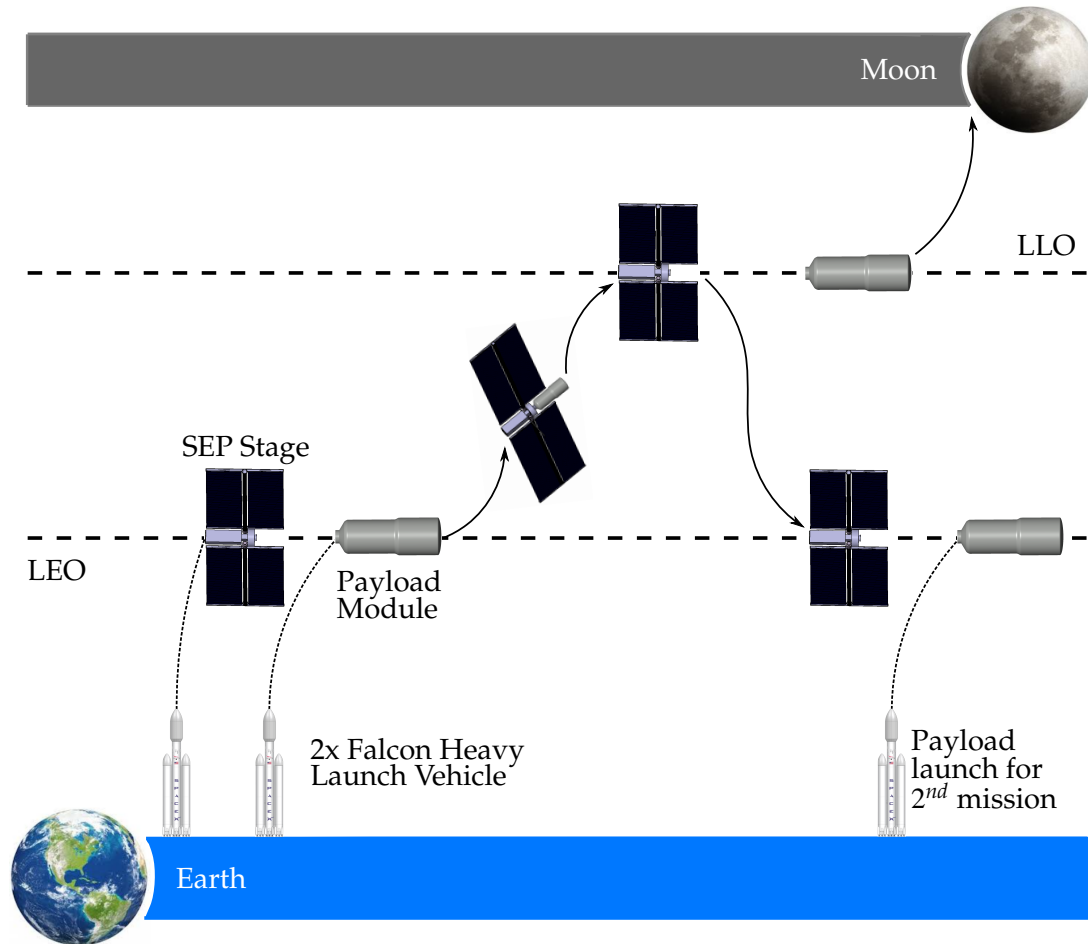 Moon
LLO
SEP Stage
LEO
Payload
Module
2x Falcon Heavy
Launch Vehicle
Payload
launch for
2nd mission
Earth